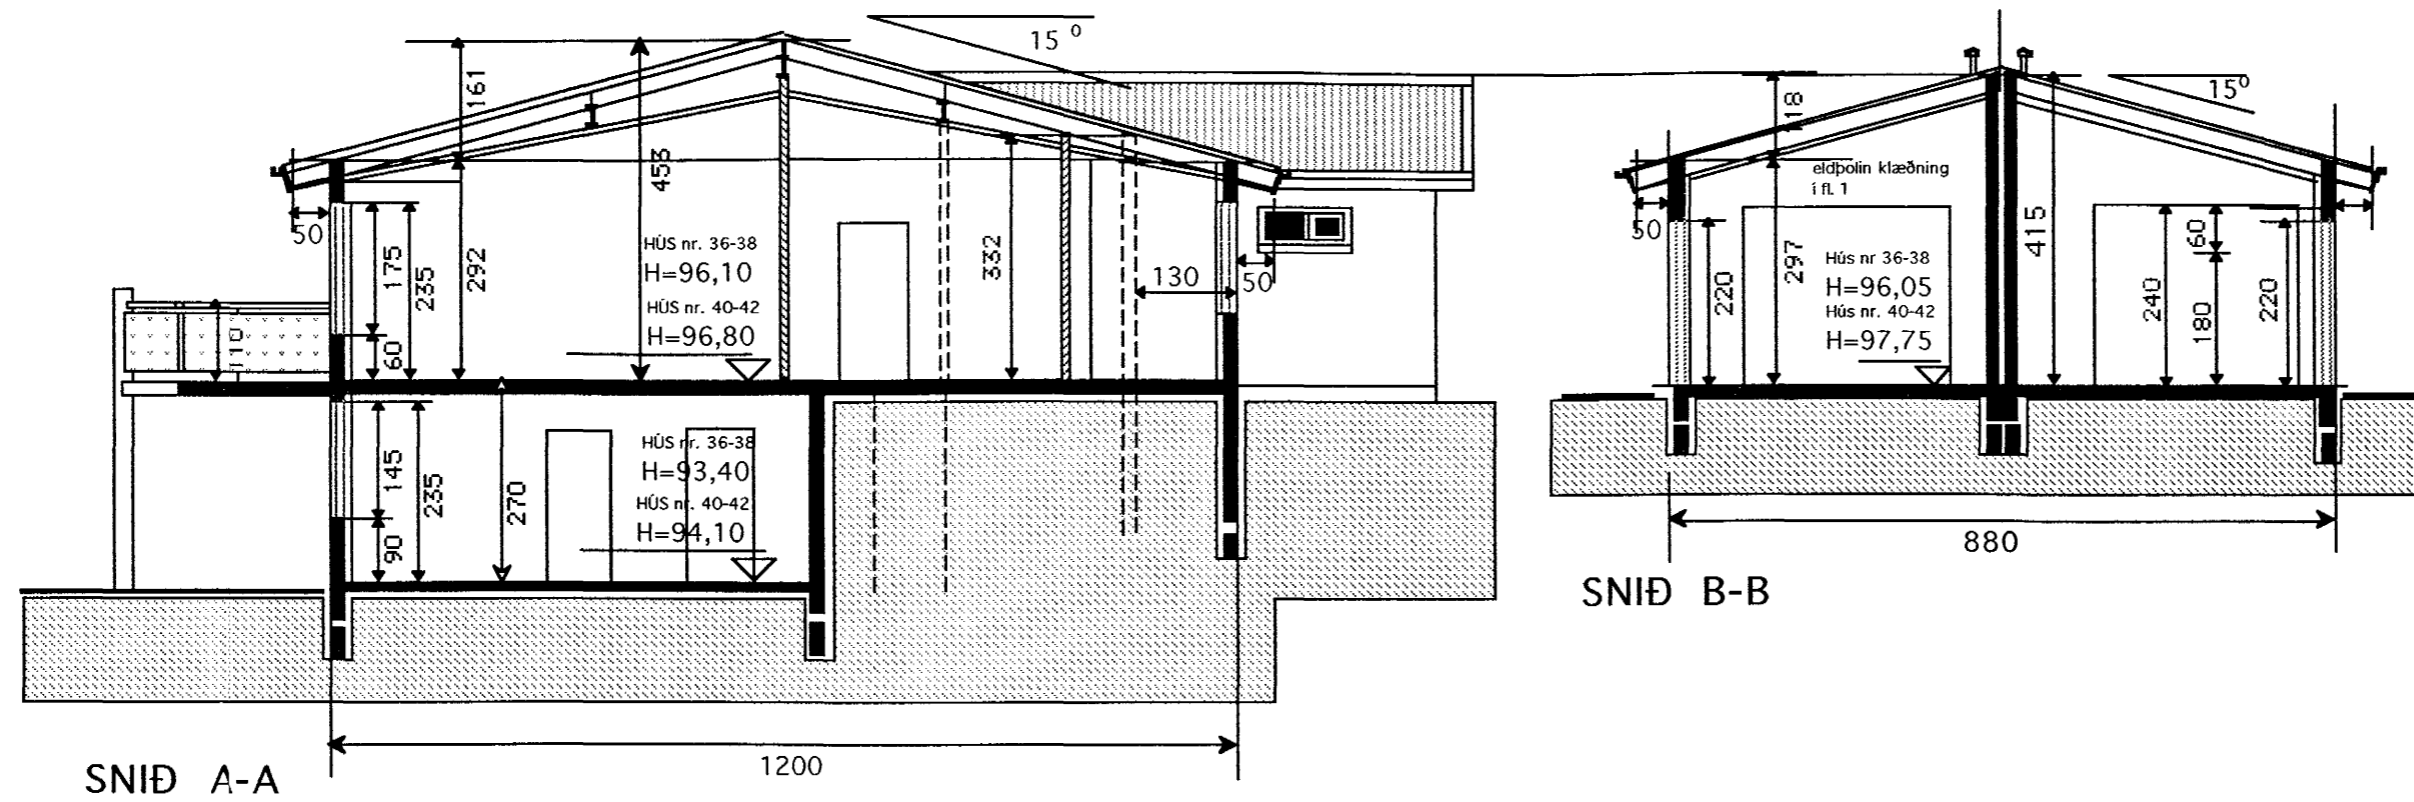 15 º
161
453
50
175
235
292
HÚS nr. 36-38
H=96,10
HÚS nr. 40-42
H=96,80
332
130
50
110
60
145
235
270
90
HÚS nr. 36-38
H=93,40
HÚS nr. 40-42
H=94,10
1200
SNIÐ A-A
15º
118
eldþolin klæðning
í fl. 1
50
415
297
220
Hús nr 36-38
H=96,05
Hús nr. 40-42
H=97,75
240
60
180
220
880
SNIÐ B-B